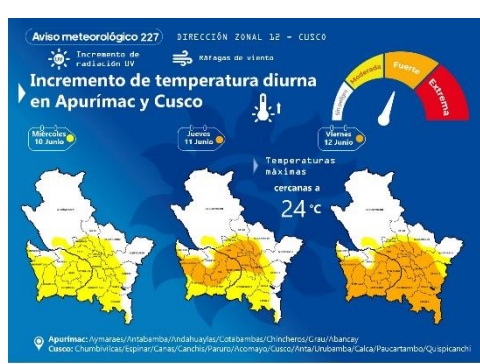 Aviso meteorológico 227
DIRECCIÓN ZONAL 12 - CUSCO
Incremento de radiación UV
Ráfagas de viento
Incremento de temperatura diurna
en Apurímac y Cusco
Sin peligro
Moderada
Fuerte
Extrema
Miércoles
10 Junio
Jueves
11 Junio
Viernes
12 Junio
Temperaturas
máximas
cercanas a
24 °C
Apurímac: Aymaraes/Antabamba/Andahuaylas/Cotabambas/Chincheros/Grau/Abancay
Cusco: Chumbivilcas/Espinar/Canas/Canchis/Paruro/Acomayo/Cusco/Anta/Urubamba/Calca/Paucartambo/Quispicanchi